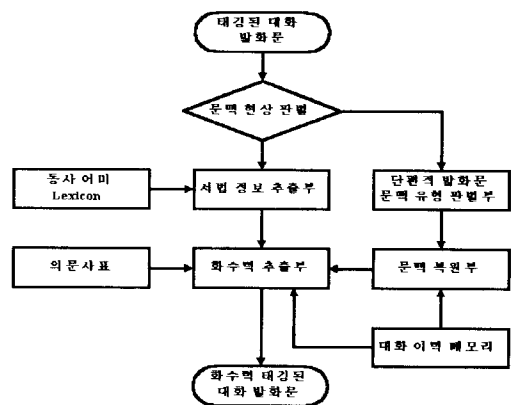 태깅된 대화
발화문
문맥 현상 판별
동사 어미
Lexicon
서법 정보 추출부
단편적 발화문
문맥 유형 판별부
의문사표
화수력 추출부
문맥 복원부
대화 이력 메모리
화수력 태깅된
대화 발화문